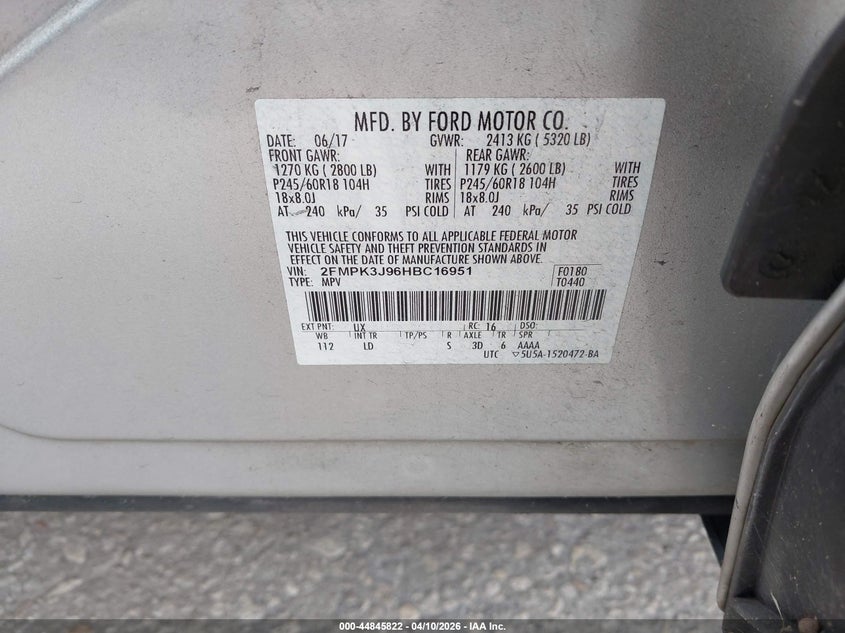 MFD. BY FORD MOTOR CO.
DATE: 06/17 GVWR: 2413 KG ( 5320 LB)
FRONT GAWR: REAR GAWR:
1270 KG ( 2800 LB) WITH 1179 KG ( 2600 LB) WITH
P245/60R18 104H TIRES P245/60R18 104H TIRES
18x8.0J RIMS 18x8.0J RIMS
AT 240 kPa/ 35 PSI COLD AT 240 kPa/ 35 PSI COLD
THIS VEHICLE CONFORMS TO ALL APPLICABLE FEDERAL MOTOR
VEHICLE SAFETY AND THEFT PREVENTION STANDARDS IN
EFFECT ON THE DATE OF MANUFACTURE SHOWN ABOVE.
VIN: 2FMPK3J96HBC16951 F0180
TYPE: MPV T0440
EXT PNT: UX RC: 16 DSO:
WB INT TR TP/PS R AXLE TR SPR
112 LD S 3D 6 AAAA
UTC ▽5U5A-1520472-BA
000-44845822 - 04/10/2026 - IAA Inc.